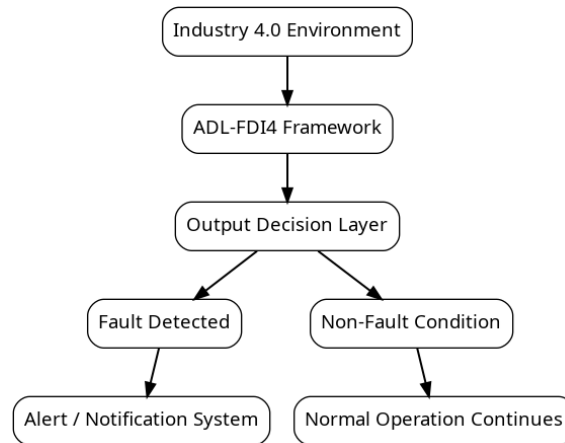 Industry 4.0 Environment
ADL-FDI4 Framework
Output Decision Layer
Fault Detected
Non-Fault Condition
Alert / Notification System
Normal Operation Continues